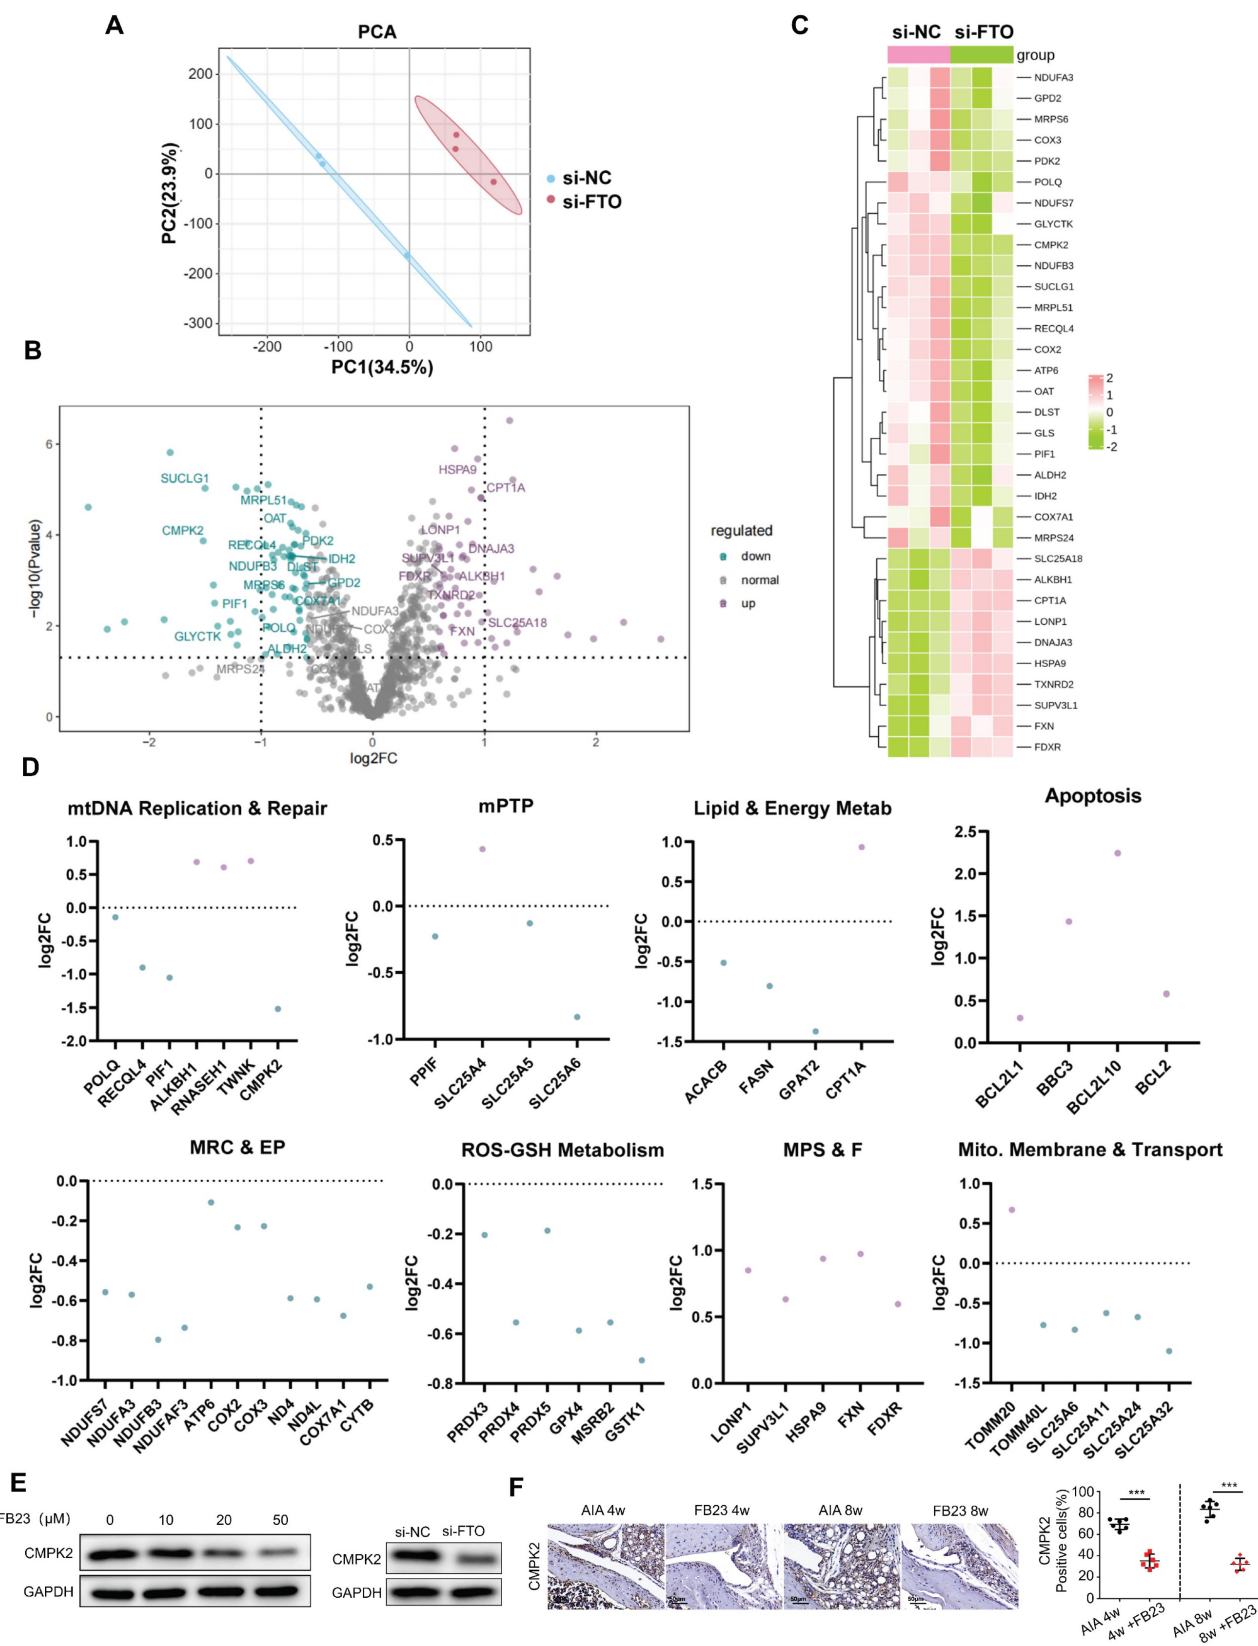 A
PCA
PC2(23.9%)
200
100
0
-100
-200
-300
-200
-100
0
100
PC1(34.5%)
si-NC
si-FTO
B
−log10(Pvalue)
6
4
2
0
−2
−1
0
1
2
log2FC
SUCLG1
MRPL51
OAT
CMPK2
RECQL4
PDK2
IDH2
NDUFB3
DLST
MRPS6
GPD2
PIF1
COX7A1
NDUFA3
POLQ
COX3
GLYCTK
ALDH2
GLS
MRPS24
HSPA9
CPT1A
LONP1
DNAJA3
SUPV3L1
FDXR
ALKBH1
TXNRD2
FXN
SLC25A18
regulated
down
normal
up
C
si-NC
si-FTO
group
NDUFA3
GPD2
MRPS6
COX3
PDK2
POLQ
NDUFS7
GLYCTK
CMPK2
NDUFB3
SUCLG1
MRPL51
RECQL4
COX2
ATP6
OAT
DLST
GLS
PIF1
ALDH2
IDH2
COX7A1
MRPS24
SLC25A18
ALKBH1
CPT1A
LONP1
DNAJA3
HSPA9
TXNRD2
SUPV3L1
FXN
FDXR
2
1
0
-1
-2
D
mtDNA Replication & Repair
log2FC
1.0
0.5
0.0
-0.5
-1.0
-1.5
-2.0
POLQ
RECQL4
PIF1
ALKBH1
RNASEH1
TWNK
CMPK2
mPTP
log2FC
0.5
0.0
-0.5
-1.0
PPIF
SLC25A4
SLC25A5
SLC25A6
Lipid & Energy Metab
log2FC
1.0
0.5
0.0
-0.5
-1.0
-1.5
ACACB
FASN
GPAT2
CPT1A
Apoptosis
log2FC
2.5
2.0
1.5
1.0
0.5
0.0
BCL2L1
BBC3
BCL2L10
BCL2
MRC & EP
log2FC
0.0
-0.2
-0.4
-0.6
-0.8
-1.0
NDUFS7
NDUFA3
NDUFB3
NDUFAF3
ATP6
COX2
COX3
ND4
ND4L
COX7A1
CYTB
ROS-GSH Metabolism
log2FC
0.0
-0.2
-0.4
-0.6
-0.8
PRDX3
PRDX4
PRDX5
GPX4
MSRB2
GSTK1
MPS & F
log2FC
1.5
1.0
0.5
0.0
LONP1
SUPV3L1
HSPA9
FXN
FDXR
Mito. Membrane & Transport
log2FC
1.0
0.5
0.0
-0.5
-1.0
-1.5
TOMM20
TOMM40L
SLC25A6
SLC25A11
SLC25A24
SLC25A32
E
FB23 (μM)
0
10
20
50
CMPK2
GAPDH
si-NC
si-FTO
CMPK2
GAPDH
F
AIA 4w
FB23 4w
AIA 8w
FB23 8w
CMPK2
50μm
50μm
50μm
CMPK2
Positive cells(%)
100
80
60
40
20
0
***
***
AIA 4w
4w +FB23
AIA 8w
8w +FB23